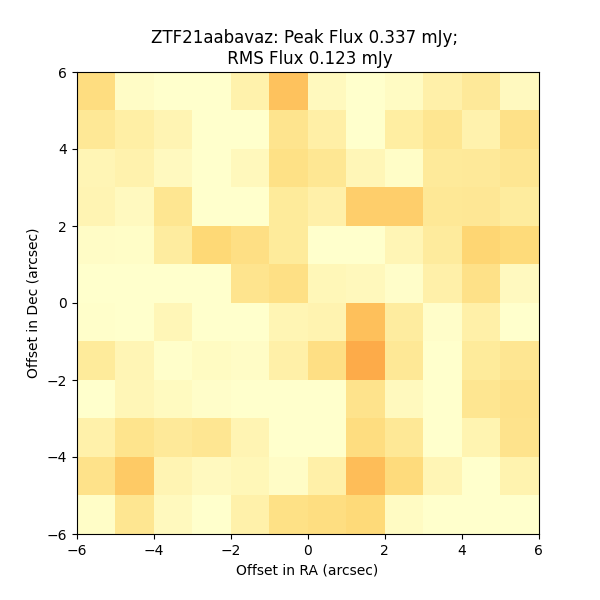 ZTF21aabavaz: Peak Flux 0.337 mJy;
RMS Flux 0.123 mJy
6
4
2
0
−2
−4
−6
Offset in Dec (arcsec)
−6 −4 −2 0 2 4 6
Offset in RA (arcsec)